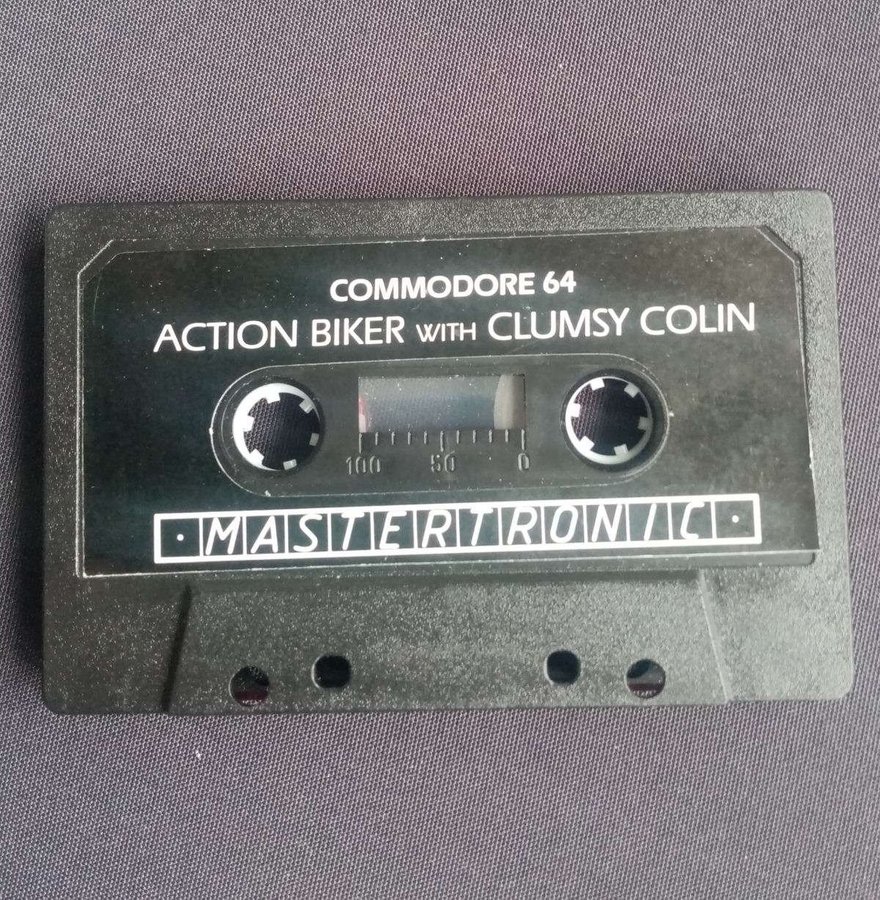 COMMODORE 64
ACTION BIKER WITH CLUMSY COLIN
100 50 0
· MASTERTRONIC ·